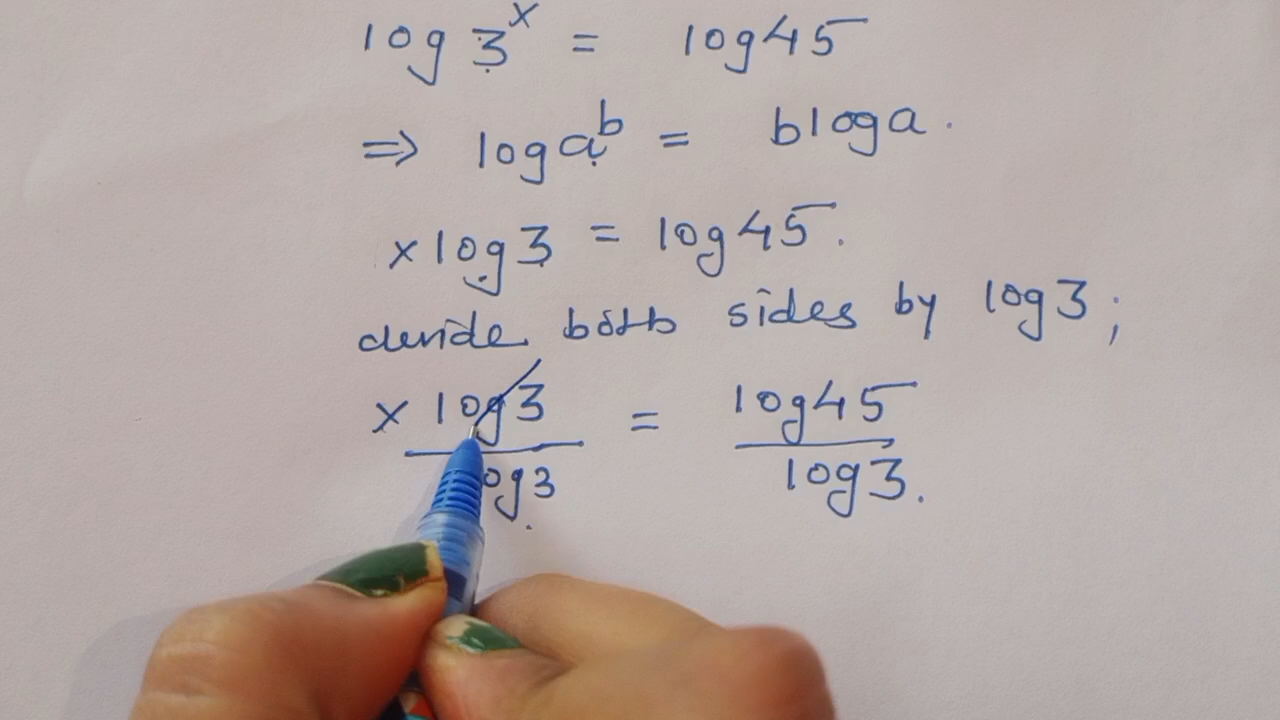 log 3^x = log 45
⇒ log a^b = b log a.
x log 3 = log 45.
divide both sides by log 3;
x log 3 / log 3 = log 45 / log 3.